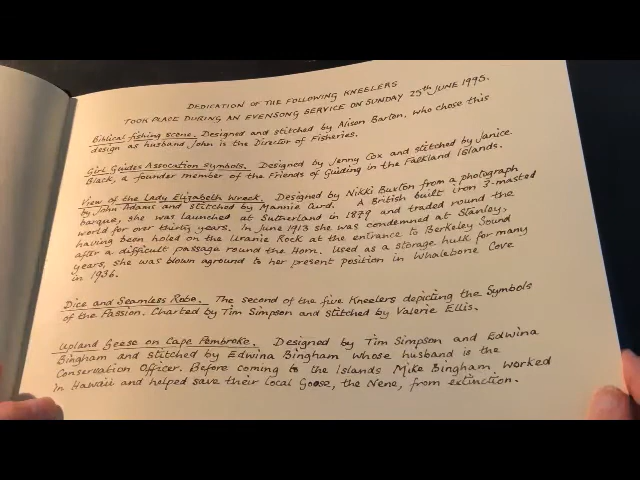 DEDICATION OF THE FOLLOWING KNEELERS
TOOK PLACE DURING AN EVENSONG SERVICE ON SUNDAY 25th JUNE 1995.
Biblical fishing scene. Designed and stitched by Alison Barton, who chose this
design as husband John is the Director of Fisheries.
Girl Guides Assocation symbols. Designed by Jenny Cox and stitched by Janice
Black, a founder member of the Friends of Guiding in the Falkland Islands.
View of the Lady Elizabeth Wreck. Designed by Nikki Buxton from a photograph
by John Adams and stitched by Mannie Curd. A British built iron 3-masted
barque, she was launched at Sutherland in 1879 and traded round the
world for over thirty years. In June 1913 she was condemned at Stanley,
having been holed on the Uranie Rock at the entrance to Berkeley Sound
after a difficult passage round the Horn. Used as a storage hulk for many
years, she was blown aground to her present position in Whalebone Cove
in 1936.
Dice and Seamless Robe. The second of the five Kneelers depicting the Symbols
of the Passion. Charted by Tim Simpson and stitched by Valerie Ellis.
Upland Geese on Cape Pembroke. Designed by Tim Simpson and Edwina
Bingham and stitched by Edwina Bingham whose husband is the
Conservation Officer. Before coming to the Islands Mike Bingham worked
in Hawaii and helped save their local Goose, the Nene, from extinction.